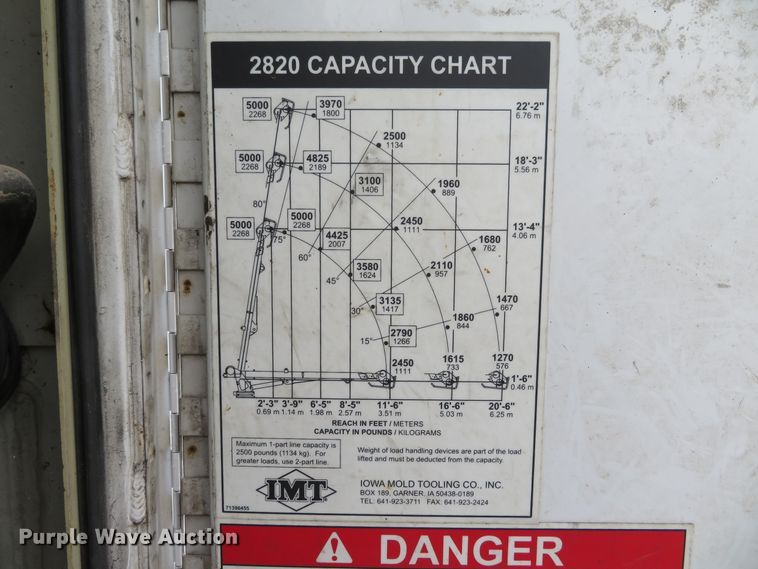 2820 CAPACITY CHART
5000
2268
3970
1800
22'-2"
6.76 m
2500
1134
5000
2268
4825
2189
18'-3"
5.56 m
3100
1406
1960
889
80°
5000
2268
5000
2268
75°
2450
1111
13'-4"
4.06 m
4425
2007
60°
1680
762
3580
1624
45°
2110
957
3135
1417
30°
1470
667
1860
844
2790
1266
15°
2450
1111
1615
733
1270
576
1'-6"
0.46 m
2'-3" 3'-9" 6'-5" 8'-5" 11'-6" 16'-6" 20'-6"
0.69 m 1.14 m 1.98 m 2.57 m 3.51 m 5.03 m 6.25 m
REACH IN FEET / METERS
CAPACITY IN POUNDS / KILOGRAMS
Maximum 1-part line capacity is
2500 pounds (1134 kg). For
greater loads, use 2-part line.
Weight of load handling devices are part of the load
lifted and must be deducted from the capacity.
IMT
71396455
IOWA MOLD TOOLING CO., INC.
BOX 189, GARNER, IA 50438-0189
TEL: 641-923-3711 FAX: 641-923-2424
DANGER
Purple Wave Auction